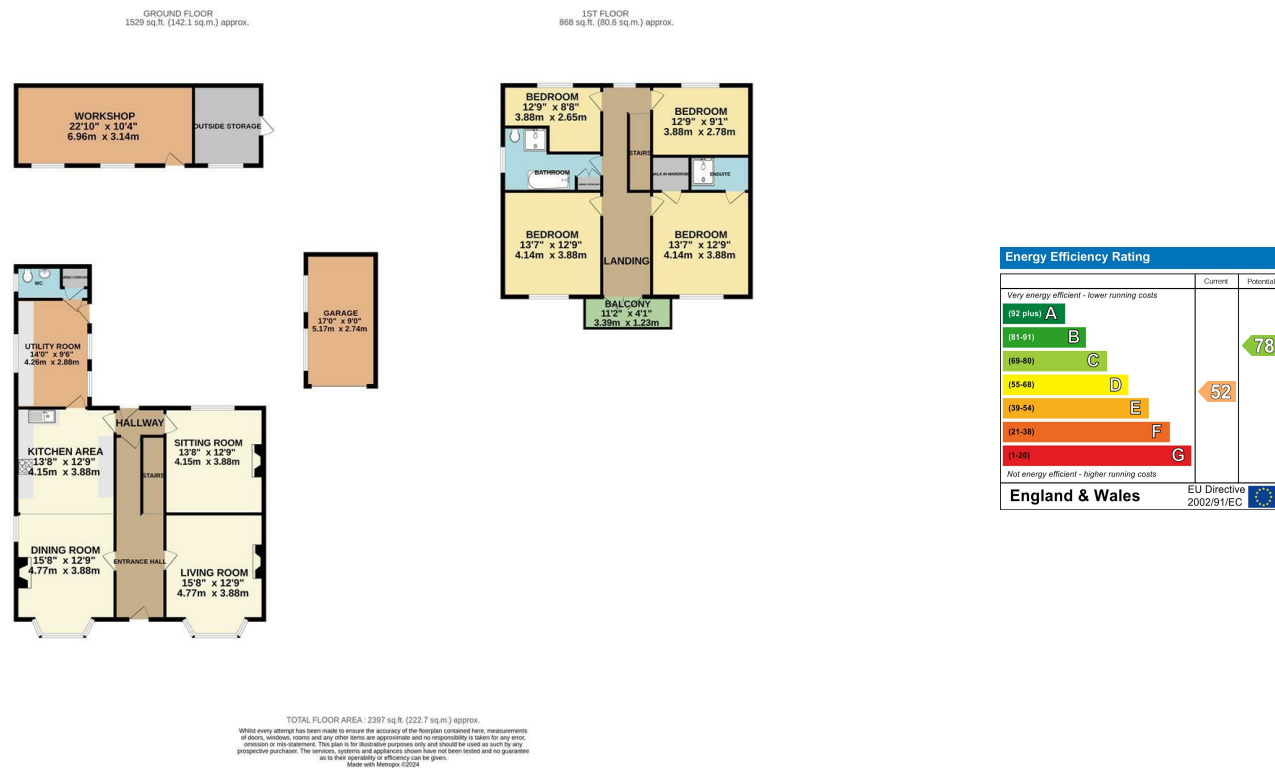 GROUND FLOOR
1529 sq.ft. (142.1 sq.m.) approx.
1ST FLOOR
868 sq.ft. (80.6 sq.m.) approx.
WORKSHOP
22'10" x 10'4"
6.96m x 3.14m
OUTSIDE STORAGE
WC
UTILITY ROOM
14'0" x 9'6"
4.26m x 2.88m
GARAGE
17'0" x 9'0"
5.17m x 2.74m
HALLWAY
KITCHEN AREA
13'8" x 12'9"
4.15m x 3.88m
STAIRS
SITTING ROOM
13'8" x 12'9"
4.15m x 3.88m
DINING ROOM
15'8" x 12'9"
4.77m x 3.88m
ENTRANCE HALL
LIVING ROOM
15'8" x 12'9"
4.77m x 3.88m
BEDROOM
12'9" x 8'8"
3.88m x 2.65m
BEDROOM
12'9" x 9'1"
3.88m x 2.78m
STAIRS
BATHROOM
WALK IN WARDROBE
ENSUITE
BEDROOM
13'7" x 12'9"
4.14m x 3.88m
LANDING
BEDROOM
13'7" x 12'9"
4.14m x 3.88m
BALCONY
11'2" x 4'1"
3.39m x 1.23m
Energy Efficiency Rating
Current
Potential
Very energy efficient - lower running costs
(92 plus) A
(81-91) B
(69-80) C
(55-68) D
(39-54) E
(21-38) F
(1-20) G
52
78
Not energy efficient - higher running costs
England & Wales
EU Directive
2002/91/EC
TOTAL FLOOR AREA : 2397 sq.ft. (222.7 sq.m.) approx.
Whilst every attempt has been made to ensure the accuracy of the floorplan contained here, measurements
of doors, windows, rooms and any other items are approximate and no responsibility is taken for any error,
omission or mis-statement. This plan is for illustrative purposes only and should be used as such by any
prospective purchaser. The services, systems and appliances shown have not been tested and no guarantee
as to their operability or efficiency can be given.
Made with Metropix ©2024